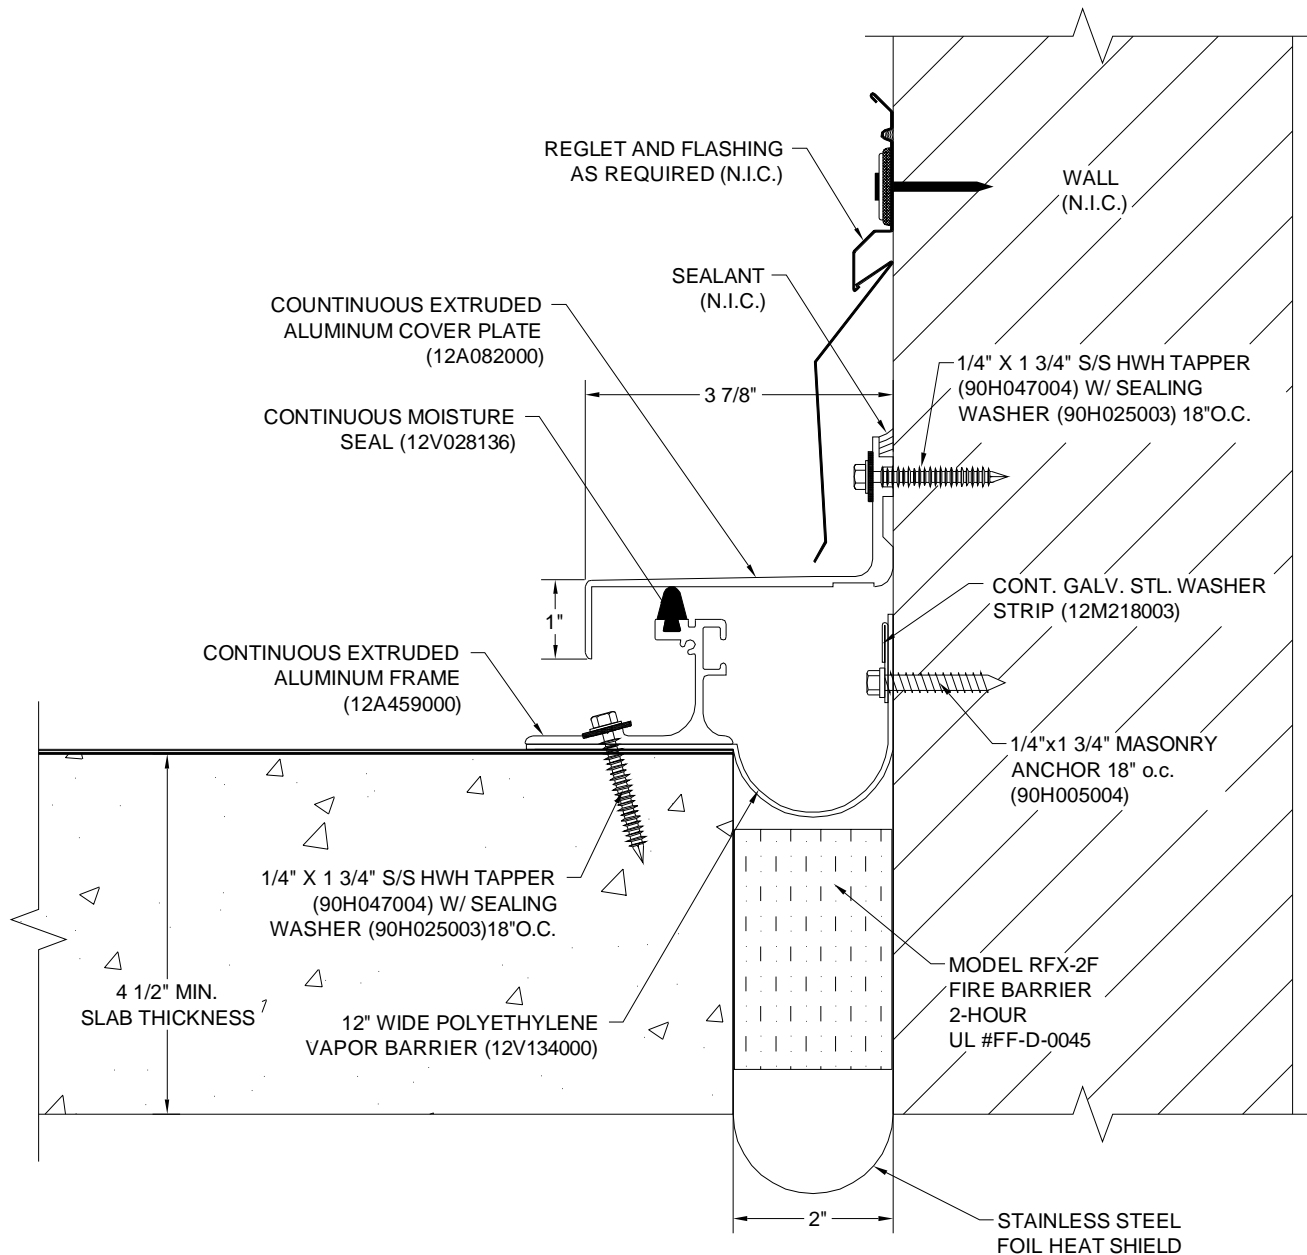 REGLET AND FLASHING
AS REQUIRED (N.I.C.)
WALL
(N.I.C.)
SEALANT
(N.I.C.)
COUNTINUOUS EXTRUDED
ALUMINUM COVER PLATE
(12A082000)
1/4" X 1 3/4" S/S HWH TAPPER
(90H047004) W/ SEALING
WASHER (90H025003) 18"O.C.
3 7/8"
CONTINUOUS MOISTURE
SEAL (12V028136)
CONT. GALV. STL. WASHER
STRIP (12M218003)
1"
CONTINUOUS EXTRUDED
ALUMINUM FRAME
(12A459000)
1/4"x1 3/4" MASONRY
ANCHOR 18" o.c.
(90H005004)
1/4" X 1 3/4" S/S HWH TAPPER
(90H047004) W/ SEALING
WASHER (90H025003)18"O.C.
MODEL RFX-2F
FIRE BARRIER
2-HOUR
UL #FF-D-0045
4 1/2" MIN.
SLAB THICKNESS
12" WIDE POLYETHYLENE
VAPOR BARRIER (12V134000)
2"
STAINLESS STEEL
FOIL HEAT SHIELD